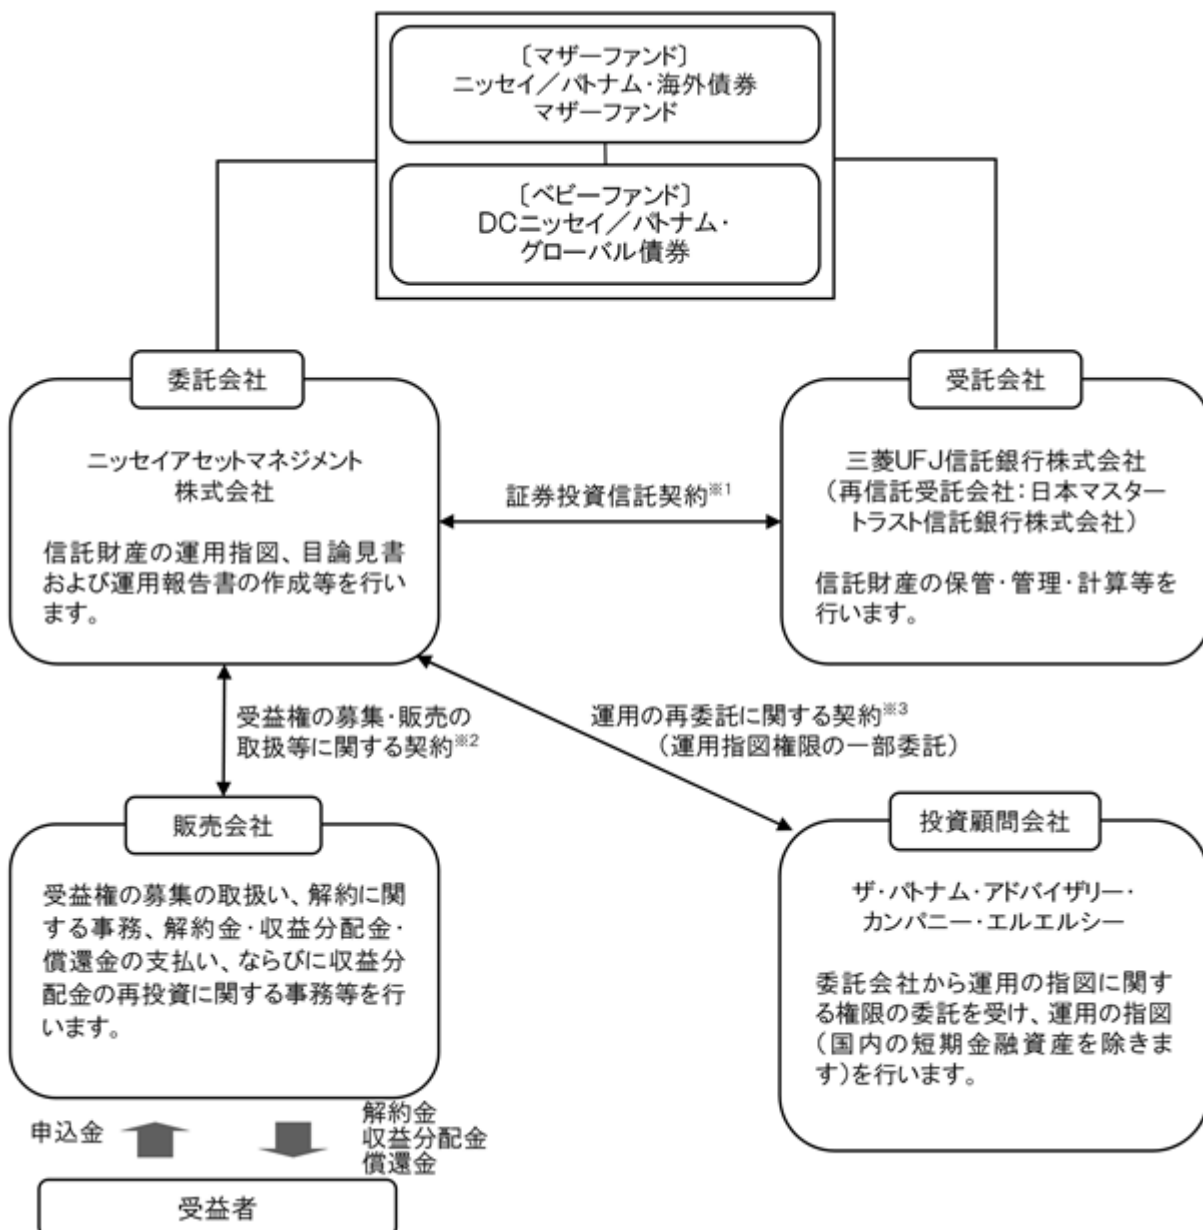 〔マザーファンド〕
ニッセイ／パトナム・海外債券
マザーファンド
〔ベビーファンド〕
DCニッセイ／パトナム・
グローバル債券
委託会社
ニッセイアセットマネジメント
株式会社
信託財産の運用指図、目論見書
および運用報告書の作成等を行い
ます。
証券投資信託契約※1
受託会社
三菱UFJ信託銀行株式会社
（再信託受託会社：日本マスター
トラスト信託銀行株式会社）
信託財産の保管・管理・計算等を
行います。
受益権の募集・販売の
取扱等に関する契約※2
運用の再委託に関する契約※3
（運用指図権限の一部委託）
販売会社
受益権の募集の取扱い、解約に関
する事務、解約金・収益分配金・
償還金の支払い、ならびに収益分
配金の再投資に関する事務等を行
います。
投資顧問会社
ザ・パトナム・アドバイザリー・
カンパニー・エルエルシー
委託会社から運用の指図に関す
る権限の委託を受け、運用の指図
（国内の短期金融資産を除きま
す）を行います。
申込金
解約金
収益分配金
償還金
受益者